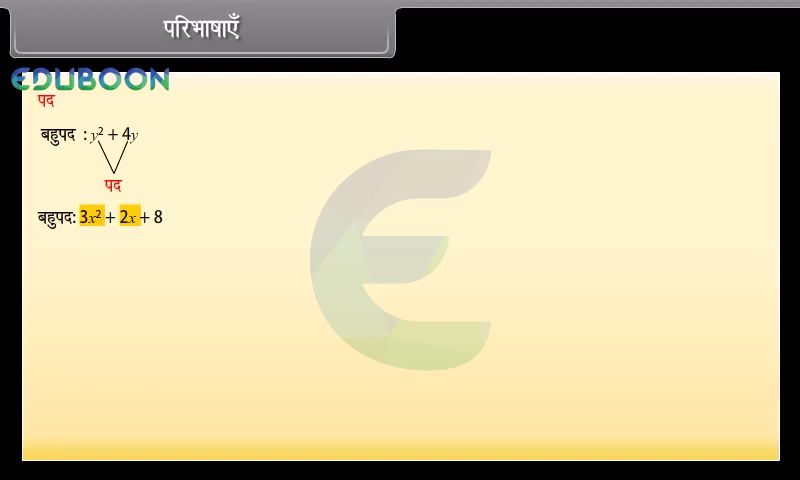 परिभाषाएँ
EDUBOON
पद
बहुपद : y² + 4y
पद
बहुपद: 3x² + 2x + 8